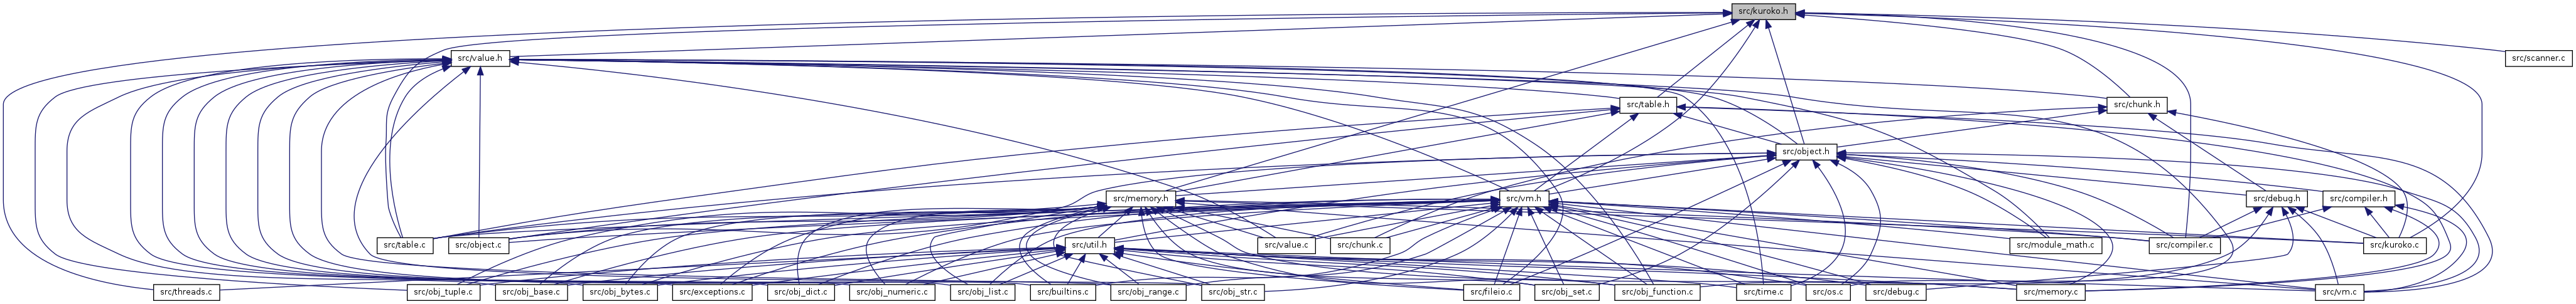 src/kuroko.h
src/value.h
src/scanner.c
src/table.h
src/chunk.h
src/object.h
src/memory.h
src/vm.h
src/debug.h
src/compiler.h
src/table.c
src/object.c
src/util.h
src/value.c
src/chunk.c
src/module_math.c
src/compiler.c
src/kuroko.c
src/threads.c
src/obj_tuple.c
src/obj_base.c
src/obj_bytes.c
src/exceptions.c
src/obj_dict.c
src/obj_numeric.c
src/obj_list.c
src/builtins.c
src/obj_range.c
src/obj_str.c
src/fileio.c
src/obj_set.c
src/obj_function.c
src/time.c
src/os.c
src/debug.c
src/memory.c
src/vm.c